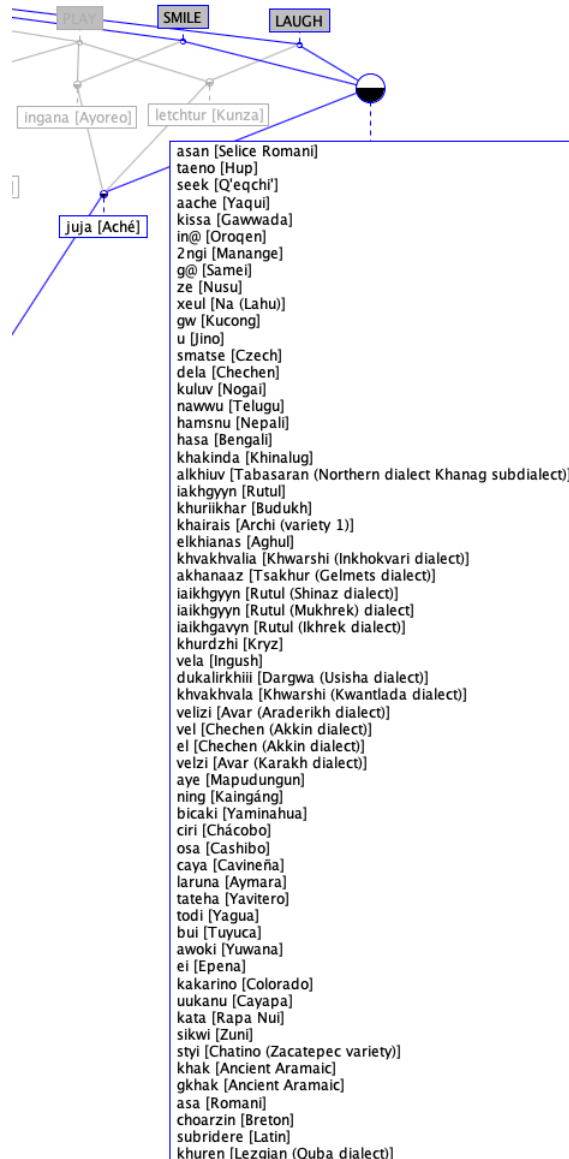 PLAY
SMILE
LAUGH
ingana [Ayoreo]
letchtur [Kunza]
juja [Aché]
asan [Selice Romani]
taeno [Hup]
seek [Q'eqchi']
aache [Yaqui]
kissa [Gawwada]
in@ [Oroqen]
2ngi [Manange]
g@ [Samei]
ze [Nusu]
xeul [Na (Lahu)]
gw [Kucong]
u [Jino]
smatse [Czech]
dela [Chechen]
kuluv [Nogai]
nawwu [Telugu]
hamsnu [Nepali]
hasa [Bengali]
khakinda [Khinalug]
alkhiuv [Tabasaran (Northern dialect Khanag subdialect)]
iakhgyyn [Rutul]
khuriikhar [Budukh]
khairais [Archi (variety 1)]
elkhianas [Aghul]
khvakhvalia [Khwarshi (Inkhokvari dialect)]
akhanaaz [Tsakhur (Gelmets dialect)]
iaikhgyyn [Rutul (Shinaz dialect)]
iaikhgyyn [Rutul (Mukhrek) dialect]
iaikhgavyn [Rutul (Ikhrek dialect)]
khurdzhi [Kryz]
vela [Ingush]
dukalirkhiii [Dargwa (Usisha dialect)]
khvakhvala [Khwarshi (Kwantlada dialect)]
velizi [Avar (Araderikh dialect)]
vel [Chechen (Akkin dialect)]
el [Chechen (Akkin dialect)]
velzi [Avar (Karakh dialect)]
aye [Mapudungun]
ning [Kaingáng]
bicaki [Yaminahua]
ciri [Chácobo]
osa [Cashibo]
caya [Cavineña]
laruna [Aymara]
tateha [Yavitero]
todi [Yagua]
bui [Tuyuca]
awoki [Yuwana]
ei [Epena]
kakarino [Colorado]
uukanu [Cayapa]
kata [Rapa Nui]
sikwi [Zuni]
styi [Chatino (Zacatepec variety)]
khak [Ancient Aramaic]
gkhak [Ancient Aramaic]
asa [Romani]
choarzin [Breton]
subridere [Latin]
khuren [Lezgian (Quba dialect)]